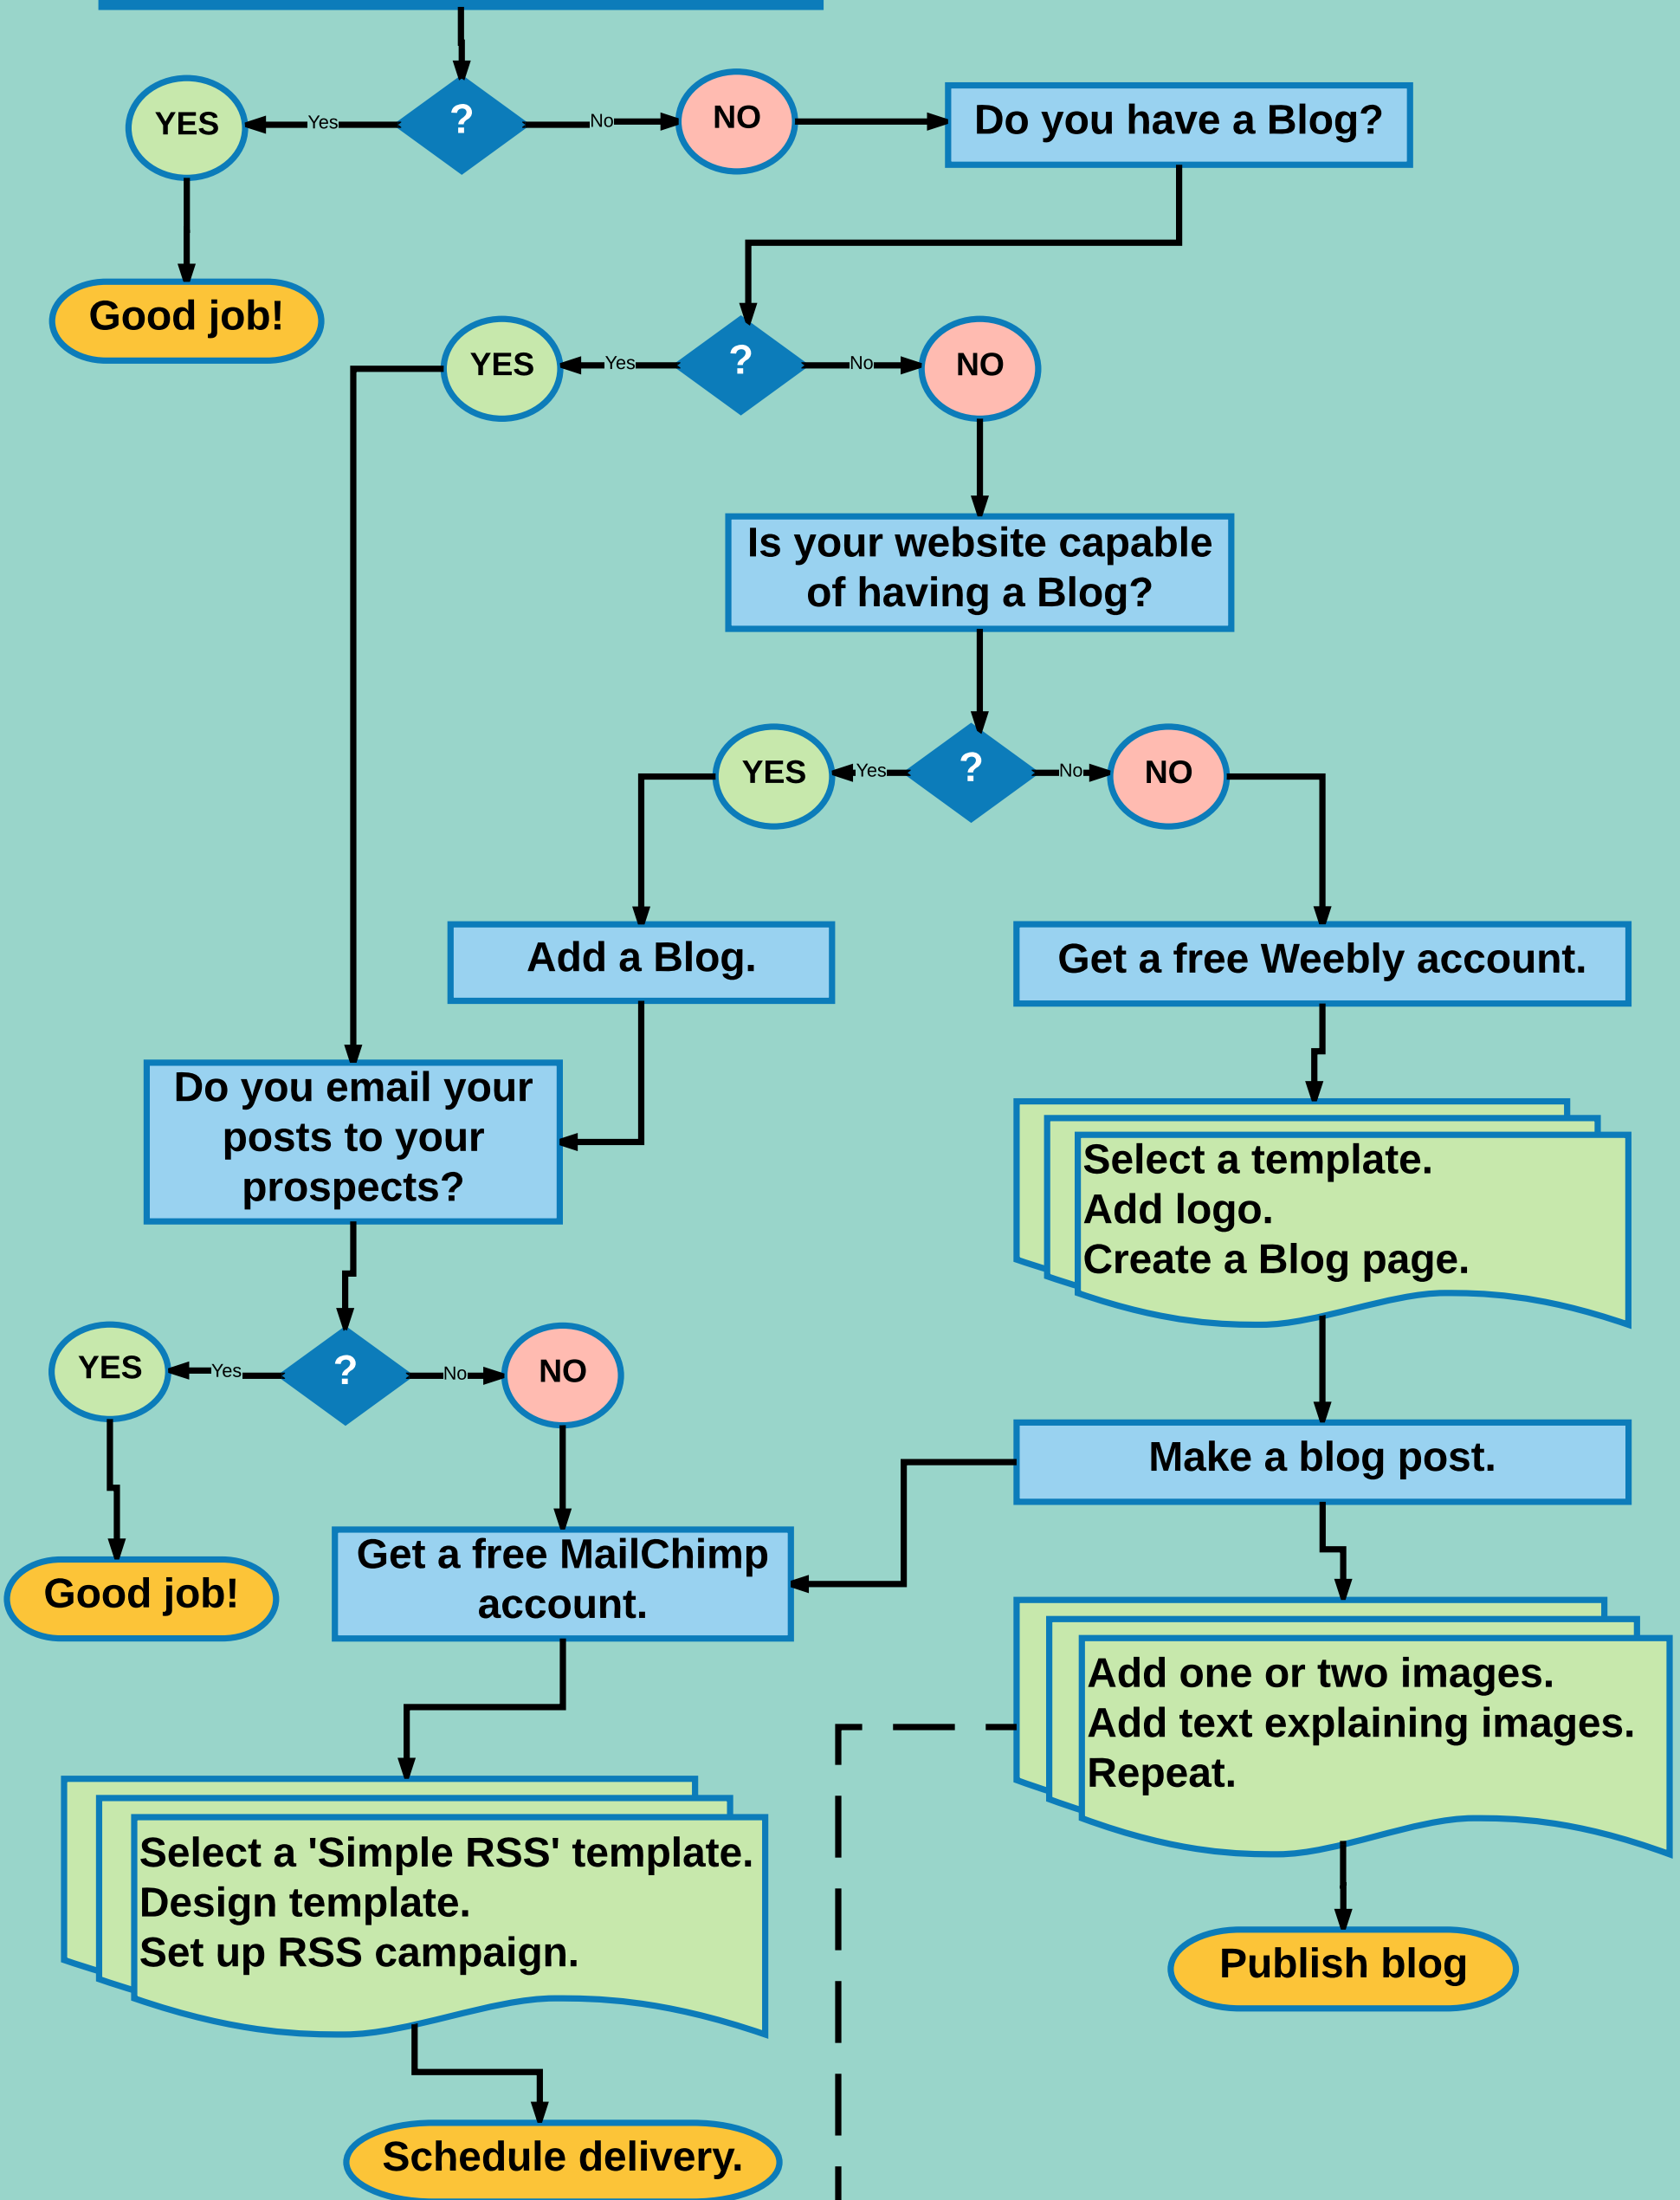 ?
YES
Yes
No
NO
Do you have a Blog?
Good job!
YES
Yes
?
No
NO
Is your website capable
of having a Blog?
YES
Yes
?
No
NO
Add a Blog.
Get a free Weebly account.
Do you email your
posts to your
prospects?
Select a template.
Add logo.
Create a Blog page.
YES
Yes
?
No
NO
Make a blog post.
Good job!
Get a free MailChimp
account.
Add one or two images.
Add text explaining images.
Repeat.
Select a 'Simple RSS' template.
Design template.
Set up RSS campaign.
Publish blog
Schedule delivery.